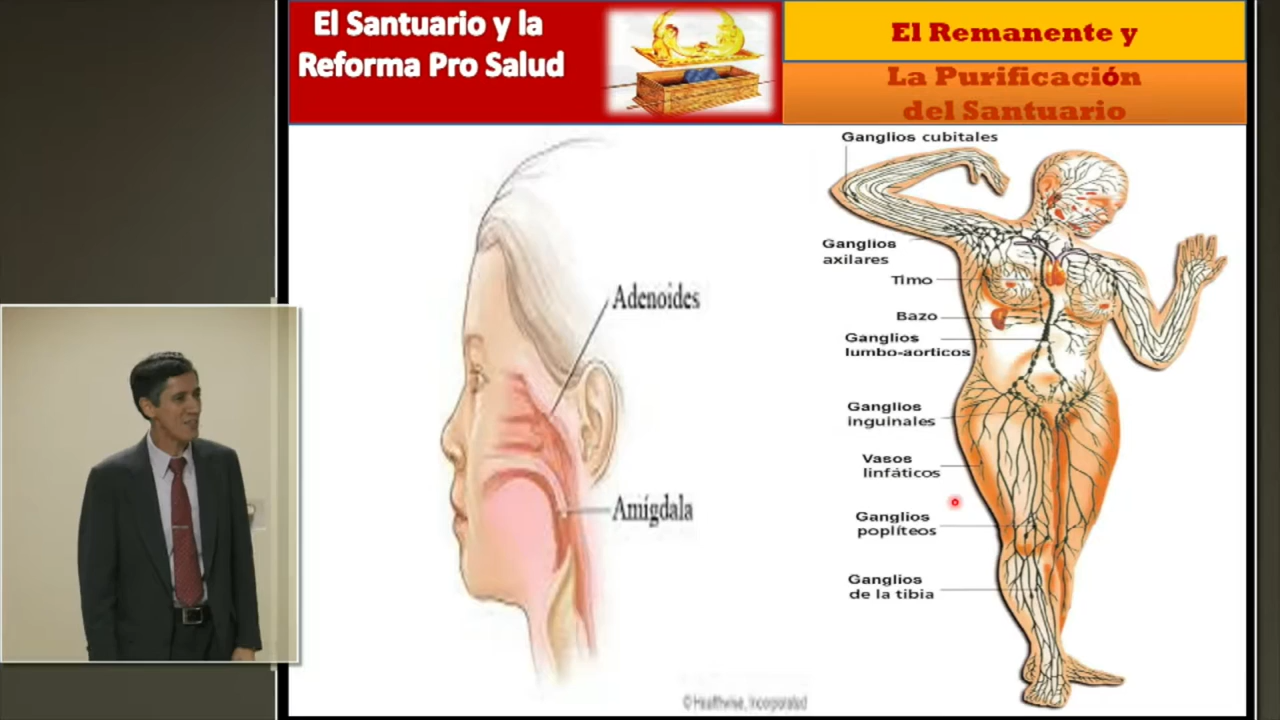 El Santuario y la
Reforma Pro Salud
El Remanente y
La Purificación
del Santuario
Adenoides
Amígdala
©Healthwise, Incorporated
Ganglios cubitales
Ganglios
axilares
Timo
Bazo
Ganglios
lumbo-aorticos
Ganglios
inguinales
Vasos
linfáticos
Ganglios
poplíteos
Ganglios
de la tibia